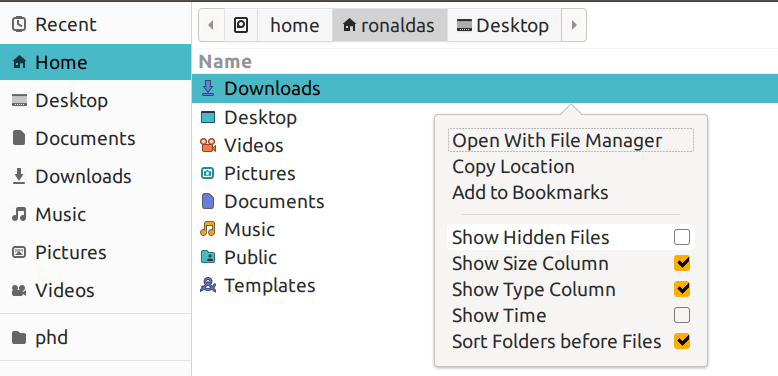 Recent
Home
Desktop
Documents
Downloads
Music
Pictures
Videos
phd
home ronaldas Desktop
Name
Downloads
Desktop
Videos
Pictures
Documents
Music
Public
Templates
Open With File Manager
Copy Location
Add to Bookmarks
Show Hidden Files
Show Size Column
Show Type Column
Show Time
Sort Folders before Files